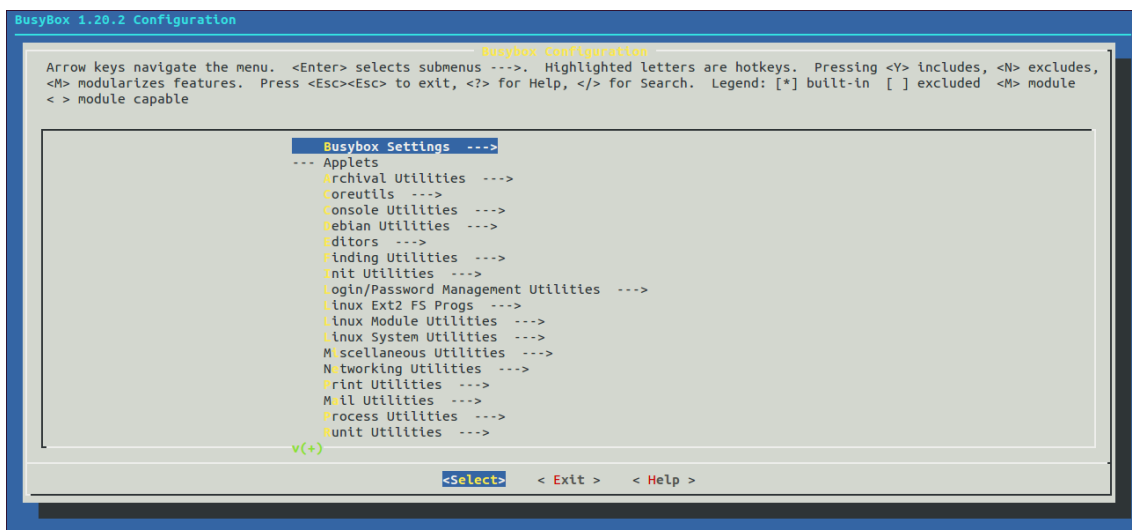 BusyBox 1.20.2 Configuration
Busybox Configuration
Arrow keys navigate the menu.  <Enter> selects submenus --->.  Highlighted letters are hotkeys.  Pressing <Y> includes, <N> excludes,
<M> modularizes features.  Press <Esc><Esc> to exit, <?> for Help, </> for Search.  Legend: [*] built-in  [ ] excluded  <M> module
< > module capable
Busybox Settings  --->
--- Applets
Archival Utilities  --->
Coreutils  --->
Console Utilities  --->
Debian Utilities  --->
Editors  --->
Finding Utilities  --->
Init Utilities  --->
Login/Password Management Utilities  --->
Linux Ext2 FS Progs  --->
Linux Module Utilities  --->
Linux System Utilities  --->
Miscellaneous Utilities  --->
Networking Utilities  --->
Print Utilities  --->
Mail Utilities  --->
Process Utilities  --->
Runit Utilities  --->
v(+)
<Select>    < Exit >    < Help >